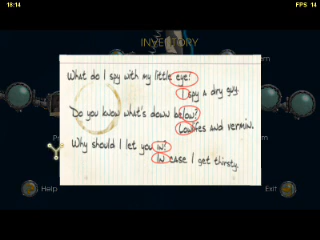 18:14
FPS 14
INVENTORY
What do I spy with my little eye?
I spy a dry guy.
Do you know what's down below?
Lowlifes and vermin.
Why should I let you in?
In case I get thirsty.
Help
Exit